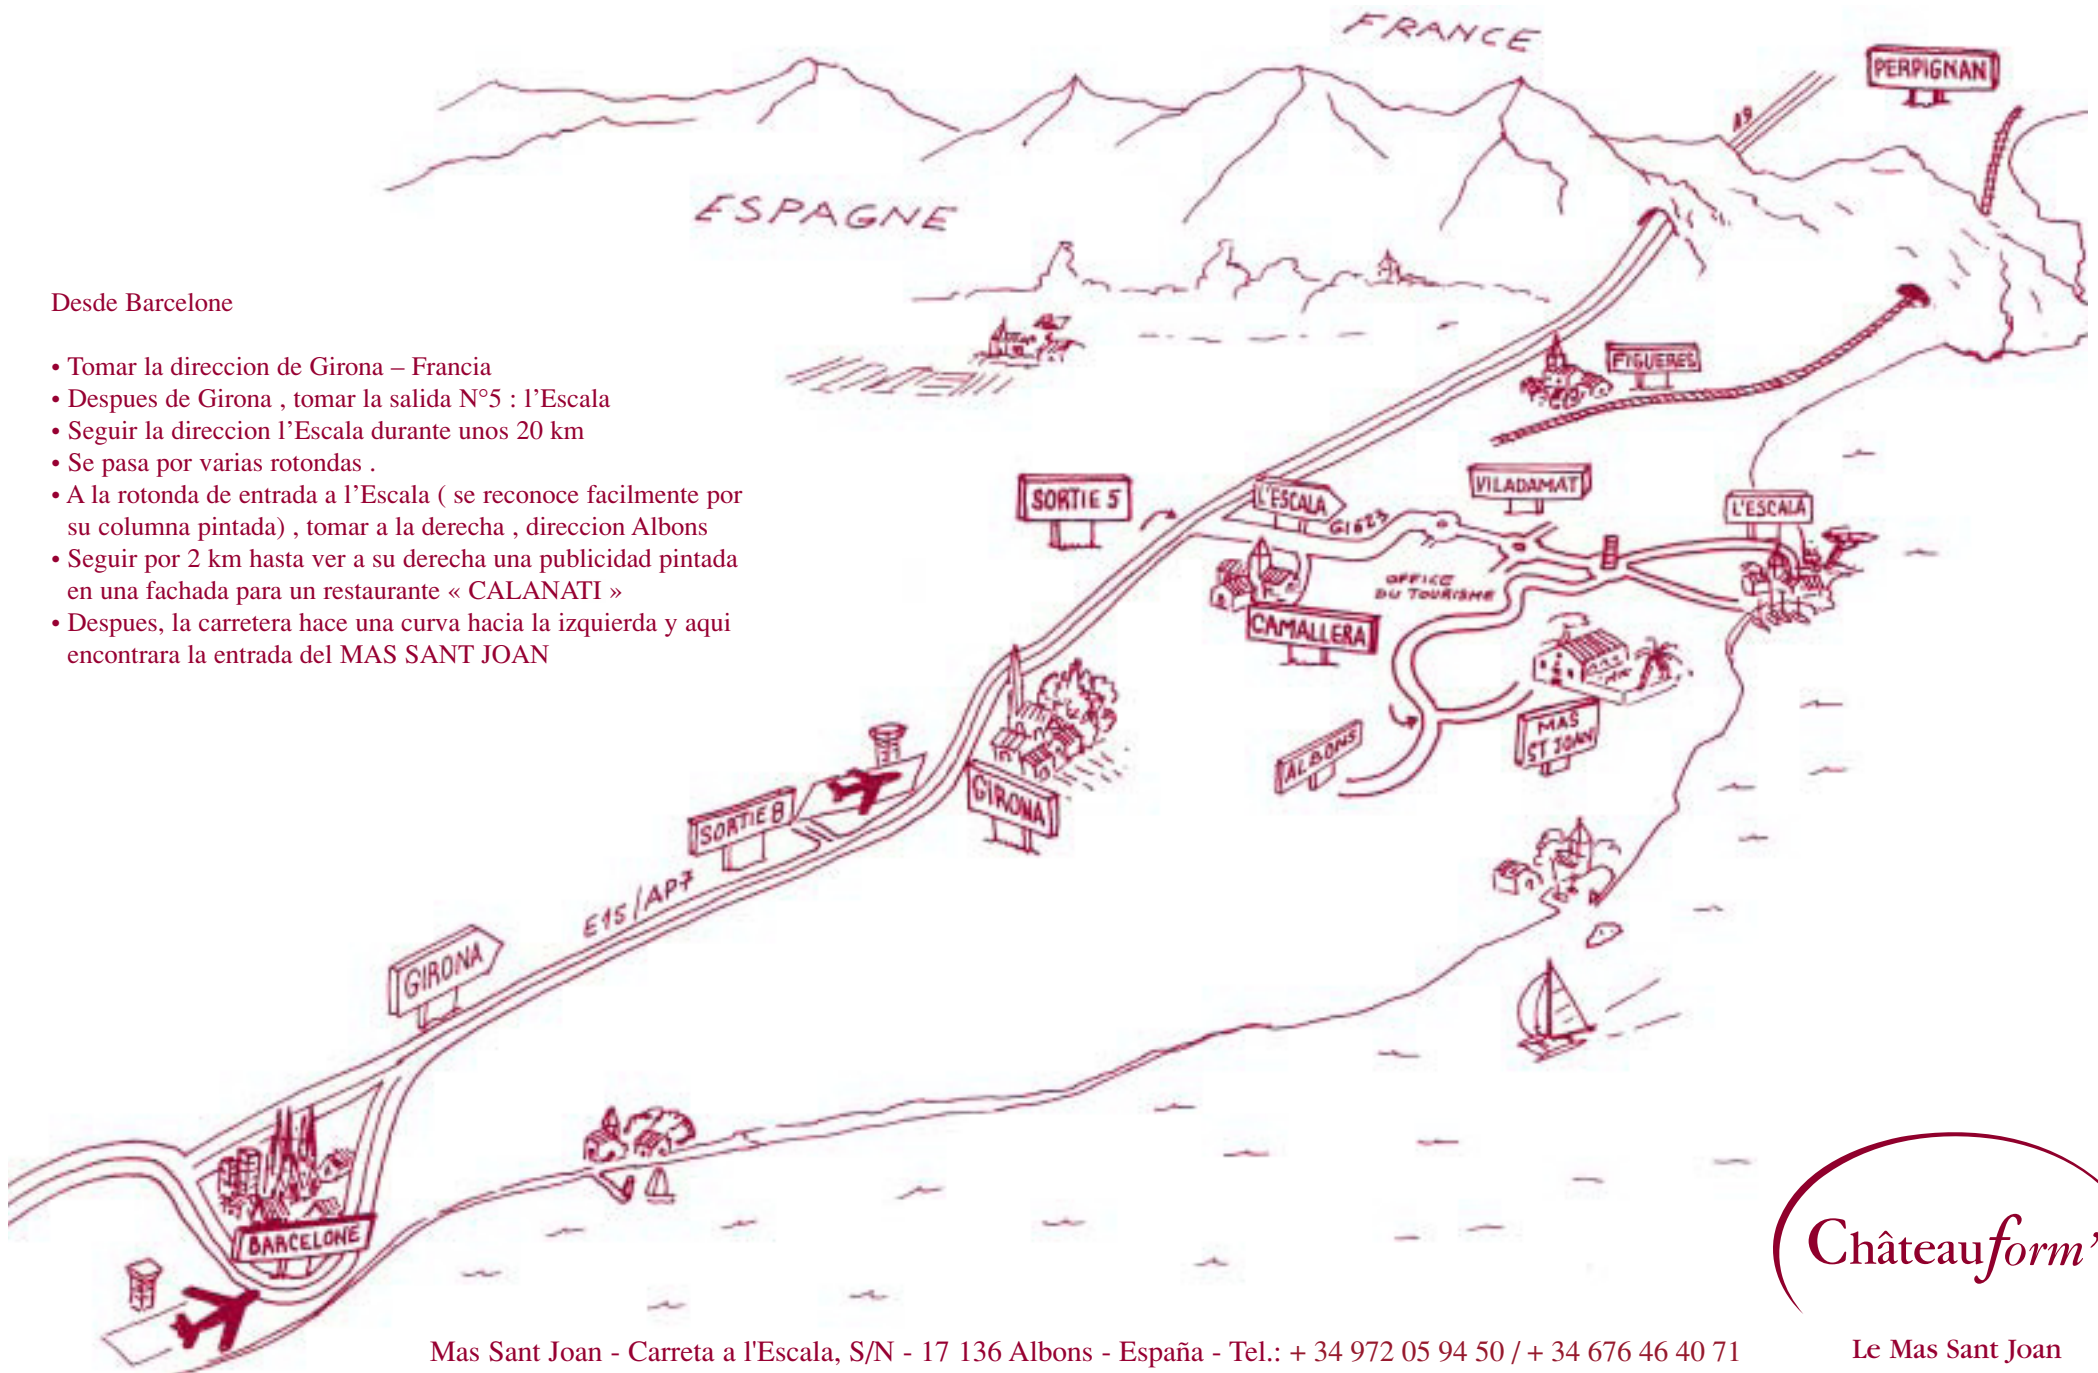 FRANCE
PERPIGNAN
A9
ESPAGNE
Desde Barcelone
• Tomar la direccion de Girona – Francia
• Despues de Girona , tomar la salida N°5 : l’Escala
• Seguir la direccion l’Escala durante unos 20 km
• Se pasa por varias rotondas .
• A la rotonda de entrada a l’Escala ( se reconoce facilmente por
su columna pintada) , tomar a la derecha , direccion Albons
• Seguir por 2 km hasta ver a su derecha una publicidad pintada
en una fachada para un restaurante « CALANATI »
• Despues, la carretera hace una curva hacia la izquierda y aqui
encontrara la entrada del MAS SANT JOAN
FIGUERES
SORTIE 5
L'ESCALA
GI623
VILADAMAT
L'ESCALA
OFFICE
DU TOURISME
CAMALLERA
MAS
ST JOAN
ALBONS
GIRONA
SORTIE 8
E15/AP7
GIRONA
BARCELONE
Châteauform’
Mas Sant Joan - Carreta a l'Escala, S/N - 17 136 Albons - España - Tel.: + 34 972 05 94 50 / + 34 676 46 40 71
Le Mas Sant Joan